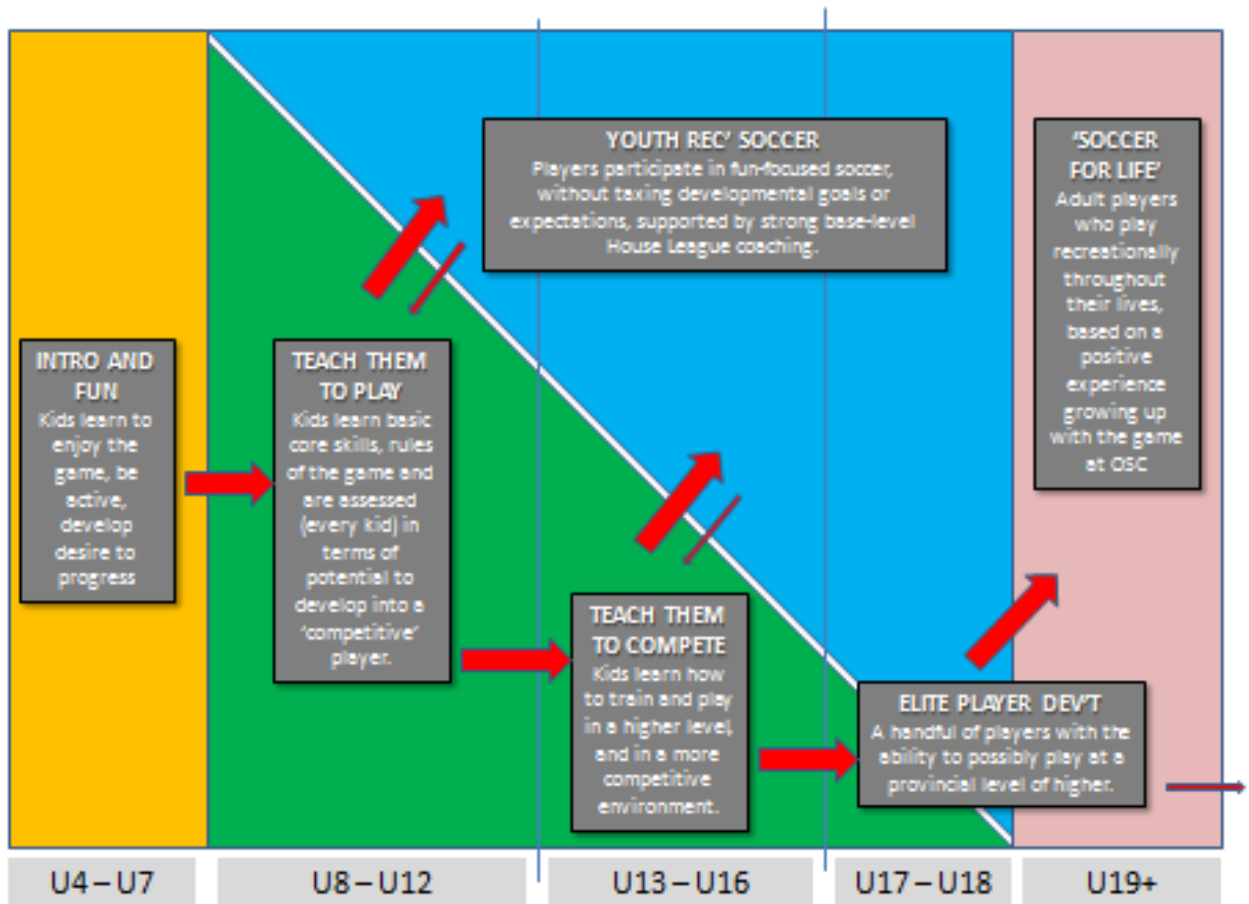 YOUTH REC' SOCCER
Players participate in fun-focused soccer,
without taxing developmental goals or
expectations, supported by strong base-level
House League coaching.
'SOCCER
FOR LIFE'
Adult players
who play
recreationally
throughout
their lives,
based on a
positive
experience
growing up
with the game
at OSC
INTRO AND
FUN
Kids learn to
enjoy the
game, be
active,
develop
desire to
progress
TEACH THEM
TO PLAY
Kids learn basic
core skills, rules
of the game and
are assessed
(every kid) in
terms of
potential to
develop into a
'competitive'
player.
TEACH THEM
TO COMPETE
Kids learn how
to train and play
in a higher level,
and in a more
competitive
environment.
ELITE PLAYER DEV'T
A handful of players with the
ability to possibly play at a
provincial level of higher.
U4 – U7
U8 – U12
U13 – U16
U17 – U18
U19+